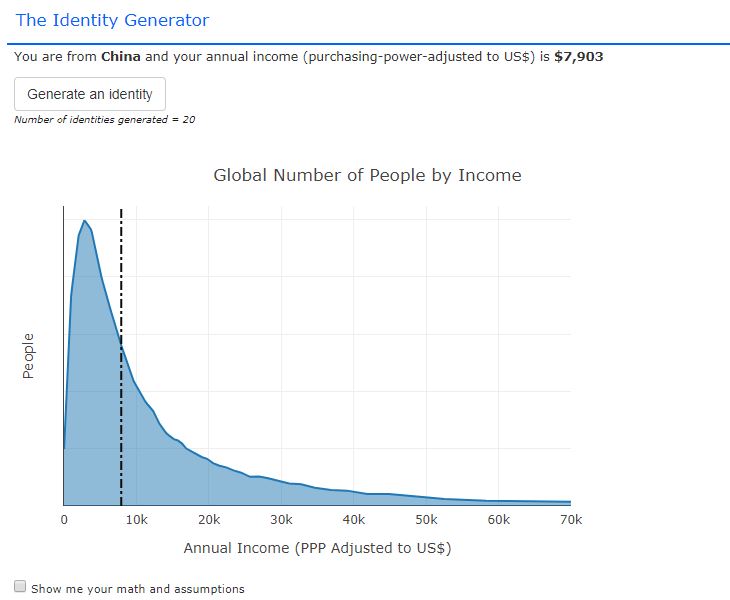 The Identity Generator
You are from China and your annual income (purchasing-power-adjusted to US$) is $7,903
Generate an identity
Number of identities generated = 20
Global Number of People by Income
People
0 10k 20k 30k 40k 50k 60k 70k
Annual Income (PPP Adjusted to US$)
Show me your math and assumptions